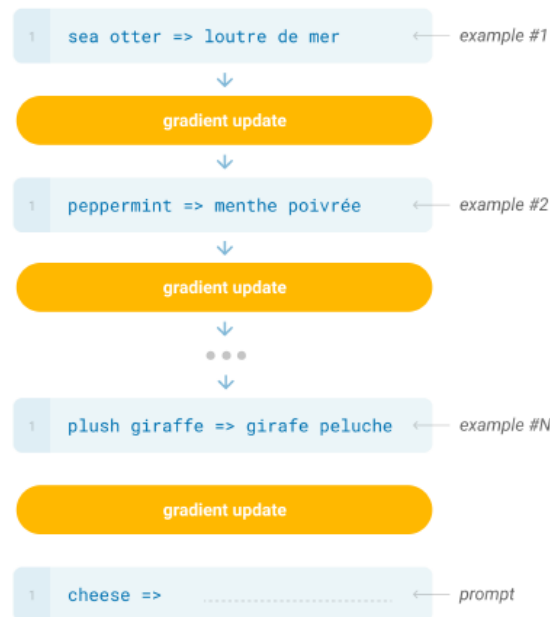 1 sea otter => loutre de mer example #1
gradient update
1 peppermint => menthe poivrée example #2
gradient update
1 plush giraffe => girafe peluche example #N
gradient update
1 cheese => prompt